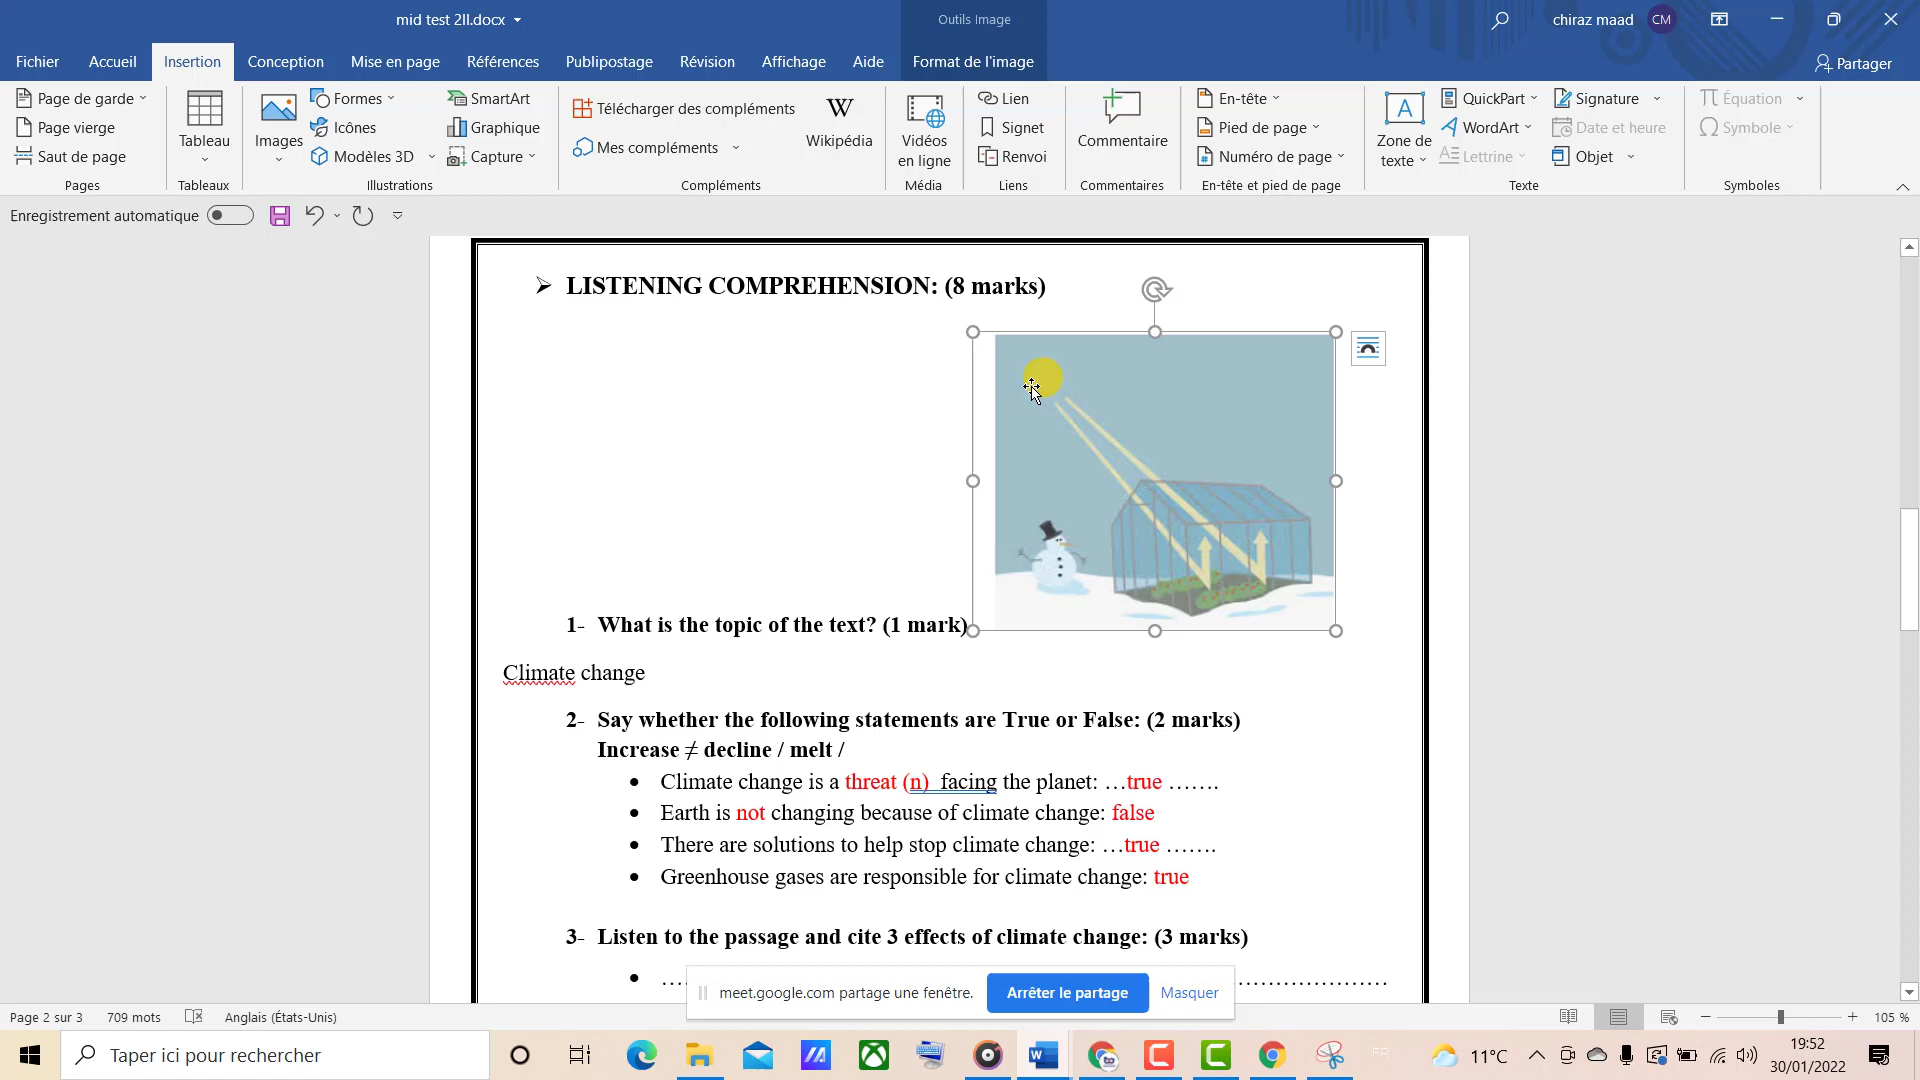 mid test 2ll.docx
Outils Image
chiraz maad
CM
Fichier
Accueil
Insertion
Conception
Mise en page
Références
Publipostage
Révision
Affichage
Aide
Format de l'image
Partager
Page de garde
Page vierge
Saut de page
Pages
Tableau
Tableaux
Images
Formes
Icônes
Modèles 3D
SmartArt
Graphique
Capture
Illustrations
Télécharger des compléments
Mes compléments
W
Wikipédia
Compléments
Vidéos
en ligne
Média
Lien
Signet
Renvoi
Liens
Commentaire
Commentaires
En-tête
Pied de page
Numéro de page
En-tête et pied de page
Zone de
texte
QuickPart
WordArt
Lettrine
Signature
Date et heure
Objet
Texte
Équation
Symbole
Symboles
Enregistrement automatique
LISTENING COMPREHENSION: (8 marks)
1- What is the topic of the text? (1 mark)
Climate change
2- Say whether the following statements are True or False: (2 marks)
Increase ≠ decline / melt /
• Climate change is a threat (n) facing the planet: …true …….
• Earth is not changing because of climate change: false
• There are solutions to help stop climate change: …true …….
• Greenhouse gases are responsible for climate change: true
3- Listen to the passage and cite 3 effects of climate change: (3 marks)
meet.google.com partage une fenêtre.
Arrêter le partage
Masquer
Page 2 sur 3
709 mots
Anglais (États-Unis)
105 %
Taper ici pour rechercher
FR
11°C
19:52
30/01/2022